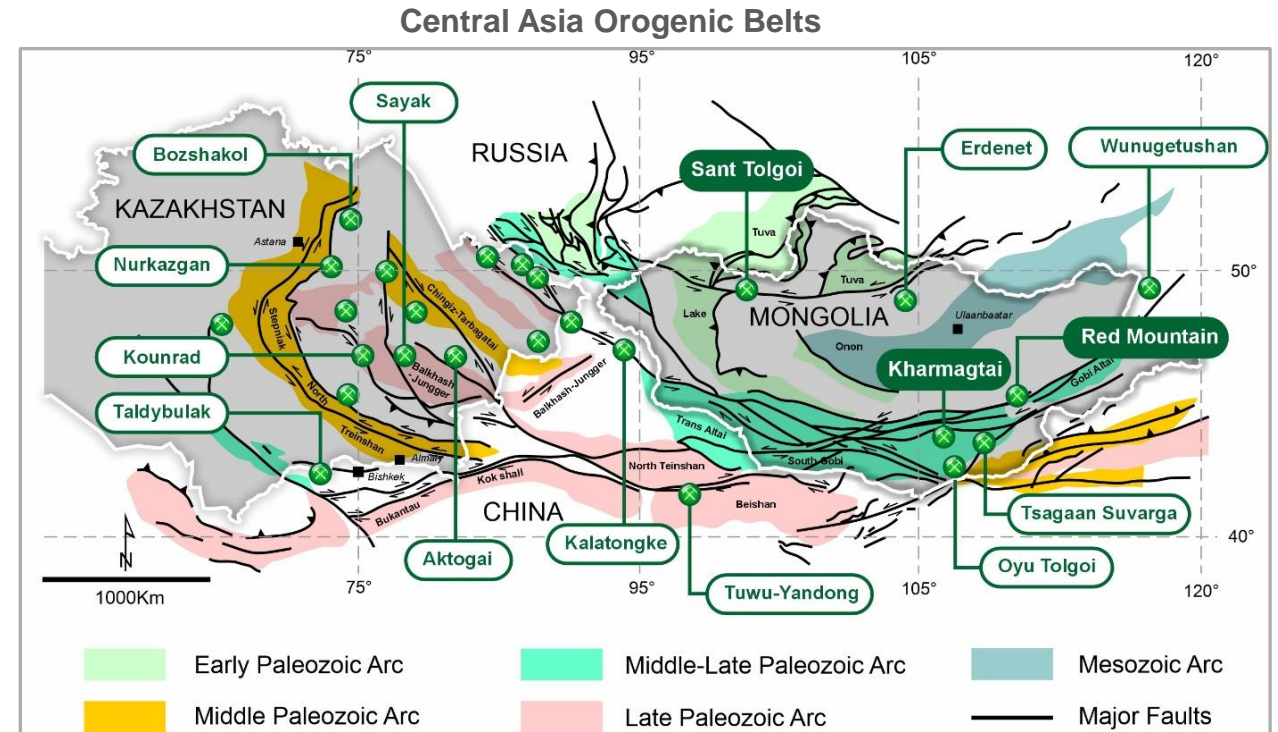 Central Asia Orogenic Belts
75°
95°
105°
120°
Sayak
Bozshakol
RUSSIA
Sant Tolgoi
Erdenet
Wunugetushan
KAZAKHSTAN
Astana
Tuva
Nurkazgan
50°
Tuva
Chingiz-Tarbagatai
Stepniak
Lake
MONGOLIA
Ulaanbaatar
Onon
Red Mountain
Kounrad
Balkhash
-Jungger
Balkhash-Jungger
Kharmagtai
Gobi Altai
Taldybulak
North
Treinshan
Trans Altai
Almaty
Bishkek
Kok shall
North Teinshan
South Gobi
Bukantau
CHINA
Beishan
Tsagaan Suvarga
N
Aktogai
Kalatongke
40°
Oyu Tolgoi
1000Km
75°
95°
Tuwu-Yandong
105°
120°
Early Paleozoic Arc
Middle-Late Paleozoic Arc
Mesozoic Arc
Middle Paleozoic Arc
Late Paleozoic Arc
Major Faults